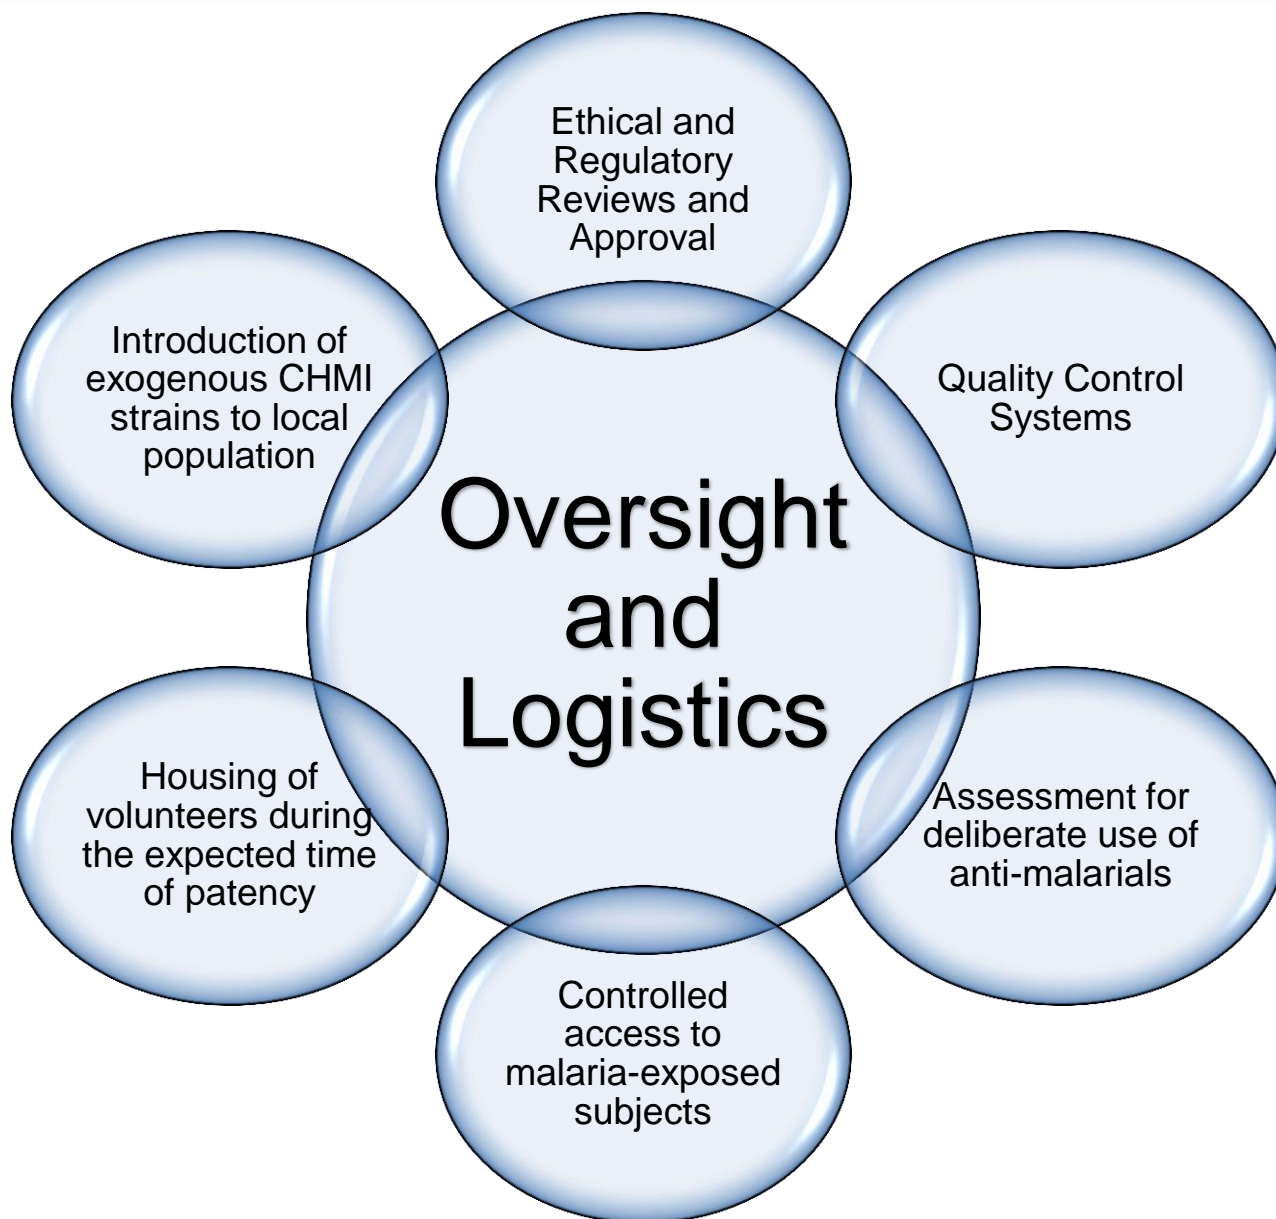 Ethical and
Regulatory
Reviews and
Approval
Introduction of
exogenous CHMI
strains to local
population
Quality Control
Systems
Oversight
and
Logistics
Housing of
volunteers during
the expected time
of patency
Assessment for
deliberate use of
anti-malarials
Controlled
access to
malaria-exposed
subjects